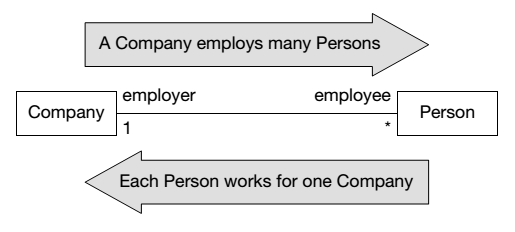 A Company employs many Persons
employer employee
Company Person
1 *
Each Person works for one Company